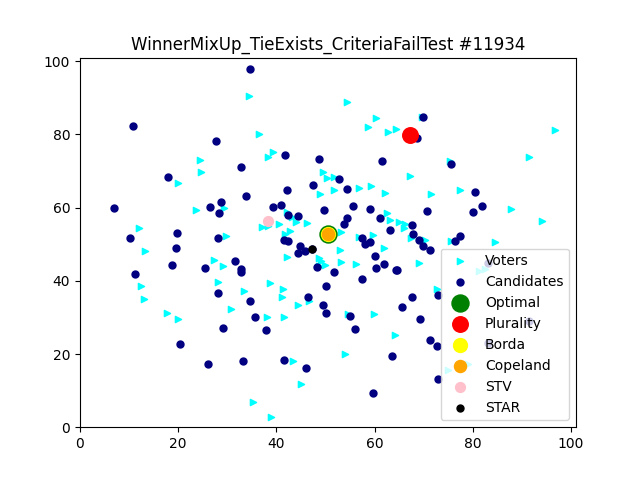 WinnerMixUp_TieExists_CriteriaFailTest #11934
100
80
60
40
20
0
0 20 40 60 80 100
Voters
Candidates
Optimal
Plurality
Borda
Copeland
STV
STAR